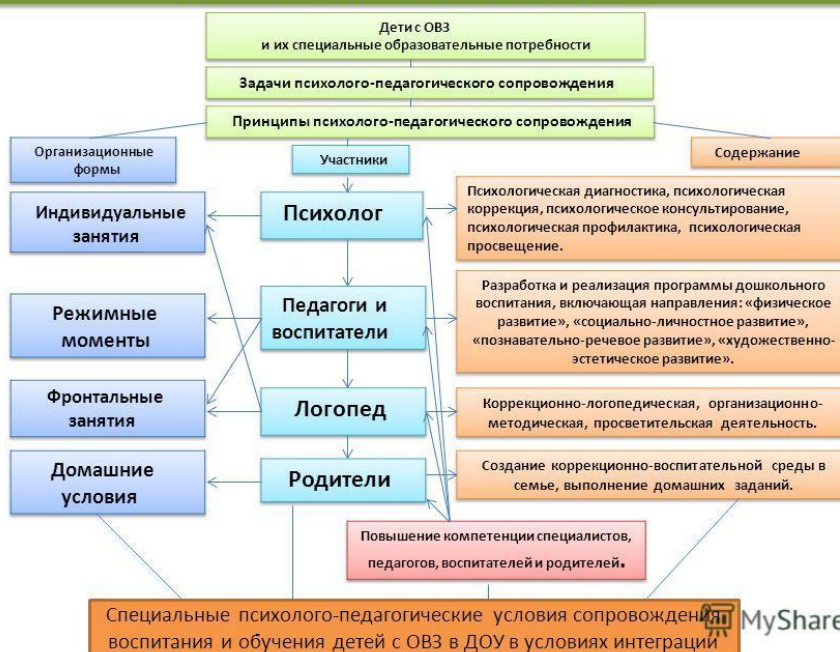 Дети с ОВЗ
и их специальные образовательные потребности
Задачи психолого-педагогического сопровождения
Принципы психолого-педагогического сопровождения
Организационные
формы
Участники
Содержание
Индивидуальные
занятия
Психолог
Психологическая диагностика, психологическая
коррекция, психологическое консультирование,
психологическая профилактика, психологическая
просвещение.
Режимные
моменты
Педагоги и
воспитатели
Разработка и реализация программы дошкольного
воспитания, включающая направления: «физическое
развитие», «социально-личностное развитие»,
«познавательно-речевое развитие», «художественно-
эстетическое развитие».
Фронтальные
занятия
Логопед
Коррекционно-логопедическая, организационно-
методическая, просветительская деятельность.
Домашние
условия
Родители
Создание коррекционно-воспитательной среды в
семье, выполнение домашних заданий.
Повышение компетенции специалистов,
педагогов, воспитателей и родителей.
Специальные психолого-педагогические условия сопровождения,
воспитания и обучения детей с ОВЗ в ДОУ в условиях интеграции
MyShare